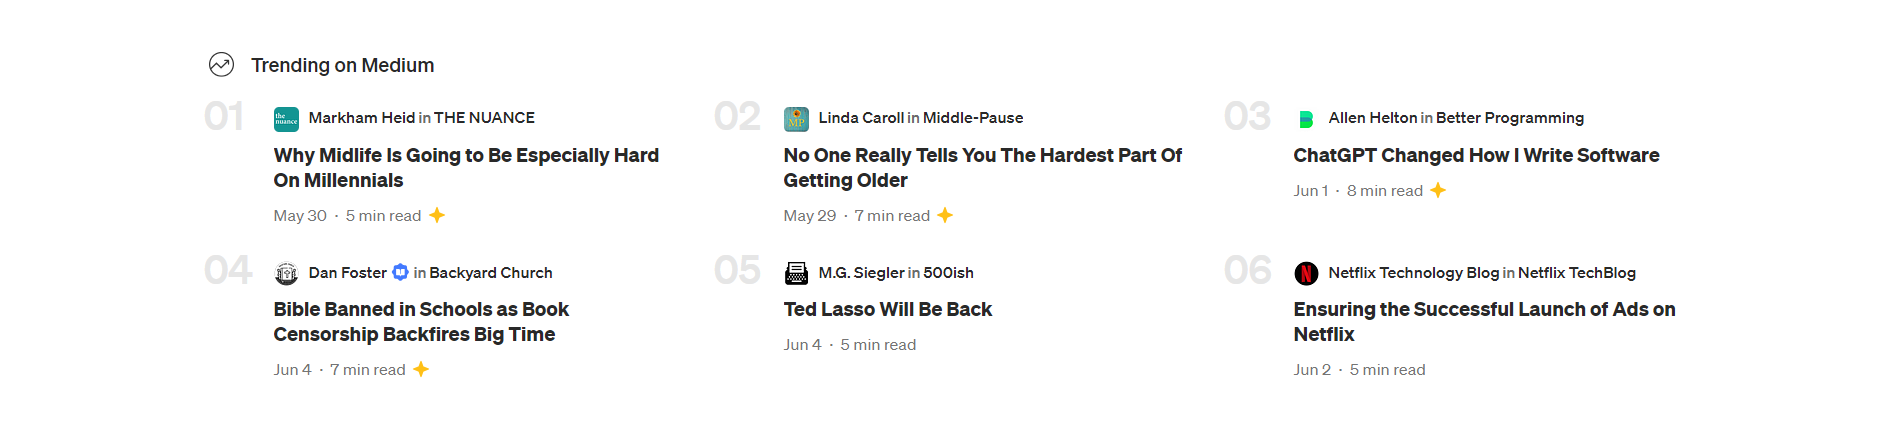 Trending on Medium
01
the nuance
Markham Heid in THE NUANCE
Why Midlife Is Going to Be Especially Hard
On Millennials
May 30 · 5 min read
02
MP
Linda Caroll in Middle-Pause
No One Really Tells You The Hardest Part Of
Getting Older
May 29 · 7 min read
03
Allen Helton in Better Programming
ChatGPT Changed How I Write Software
Jun 1 · 8 min read
04
Dan Foster in Backyard Church
Bible Banned in Schools as Book
Censorship Backfires Big Time
Jun 4 · 7 min read
05
M.G. Siegler in 500ish
Ted Lasso Will Be Back
Jun 4 · 5 min read
06
N
Netflix Technology Blog in Netflix TechBlog
Ensuring the Successful Launch of Ads on
Netflix
Jun 2 · 5 min read